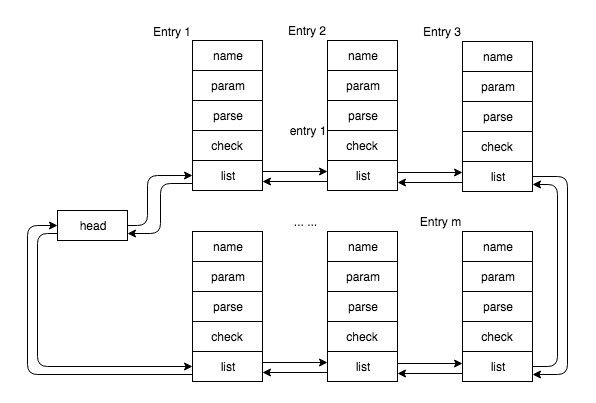 Entry 1
Entry 2
Entry 3
name
name
name
param
param
param
parse
parse
parse
entry 1
check
check
check
list
list
list
head
... ...
Entry m
name
name
name
param
param
param
parse
parse
parse
check
check
check
list
list
list